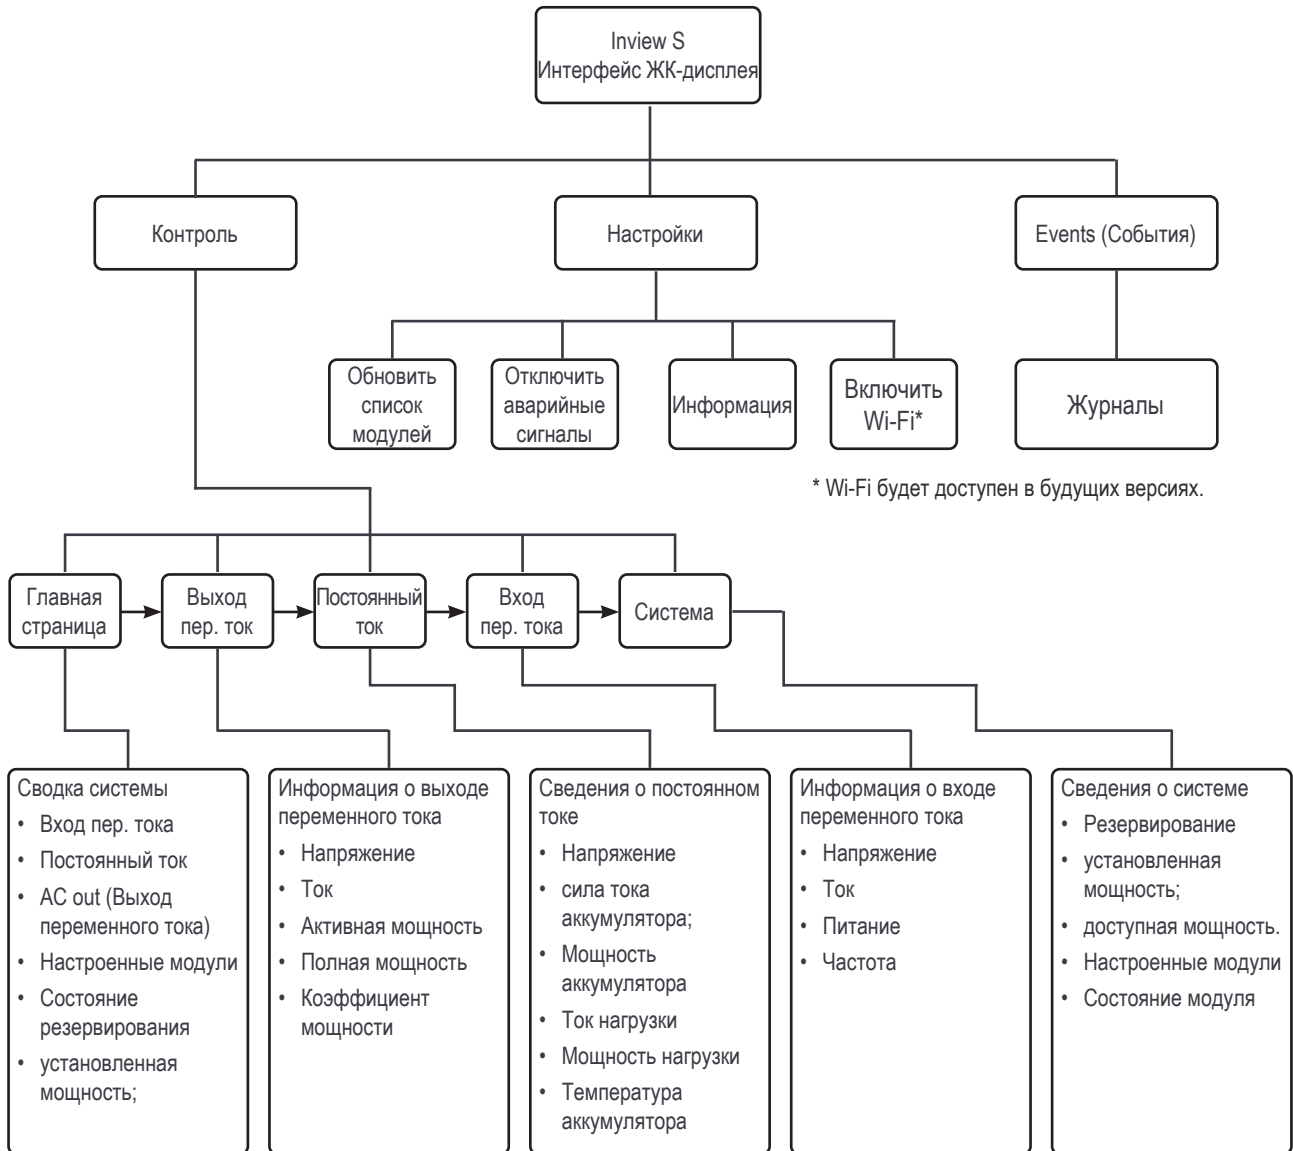 Inview S
Интерфейс ЖК-дисплея
Контроль
Настройки
Events (События)
Обновить
список
модулей
Отключить
аварийные
сигналы
Информация
Включить
Wi-Fi*
Журналы
* Wi-Fi будет доступен в будущих версиях.
Главная
страница
Выход
пер. ток
Постоянный
ток
Вход
пер. тока
Система
Сводка системы
• Вход пер. тока
• Постоянный ток
• AC out (Выход
переменного тока)
• Настроенные модули
• Состояние
резервирования
• установленная
мощность;
Информация о выходе
переменного тока
• Напряжение
• Ток
• Активная мощность
• Полная мощность
• Коэффициент
мощности
Сведения о постоянном
токе
• Напряжение
• сила тока
аккумулятора;
• Мощность
аккумулятора
• Ток нагрузки
• Мощность нагрузки
• Температура
аккумулятора
Информация о входе
переменного тока
• Напряжение
• Ток
• Питание
• Частота
Сведения о системе
• Резервирование
• установленная
мощность;
• доступная мощность.
• Настроенные модули
• Состояние модуля